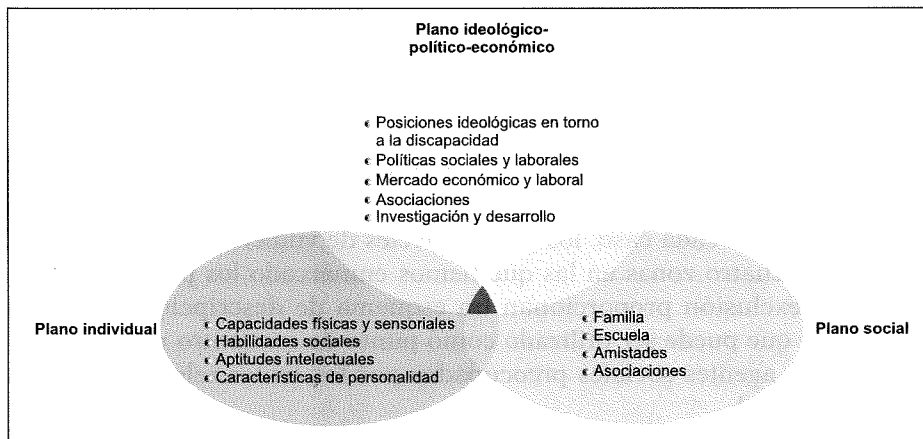 Plano ideológico-
político-económico
Posiciones ideológicas en torno
a la discapacidad
Políticas sociales y laborales
Mercado económico y laboral
Asociaciones
Investigación y desarrollo
Plano individual
Capacidades físicas y sensoriales
Habilidades sociales
Aptitudes intelectuales
Características de personalidad
Familia
Escuela
Amistades
Asociaciones
Plano social